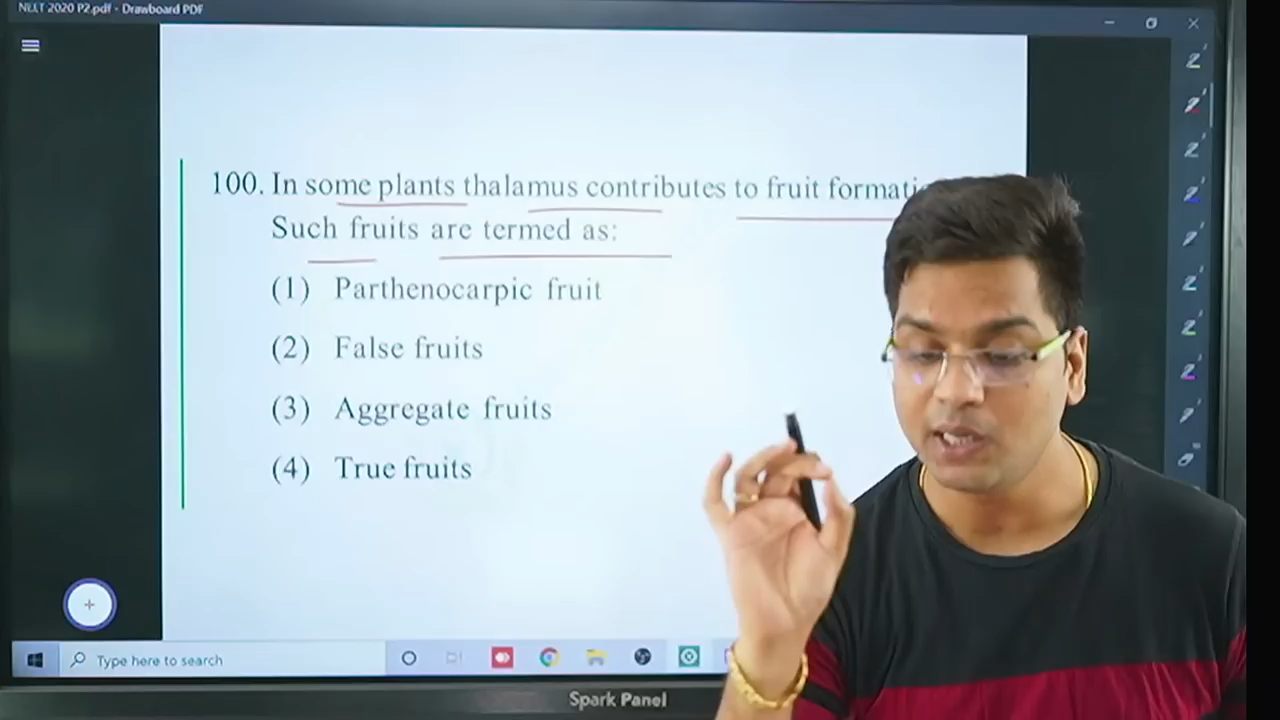 NEET 2020 P2.pdf - Drawboard PDF
100. In some plants thalamus contributes to fruit
Such fruits are termed as:
(1) Parthenocarpic fruit
(2) False fruits
(3) Aggregate fruits
(4) True fruits
Type here to search
Spark Panel